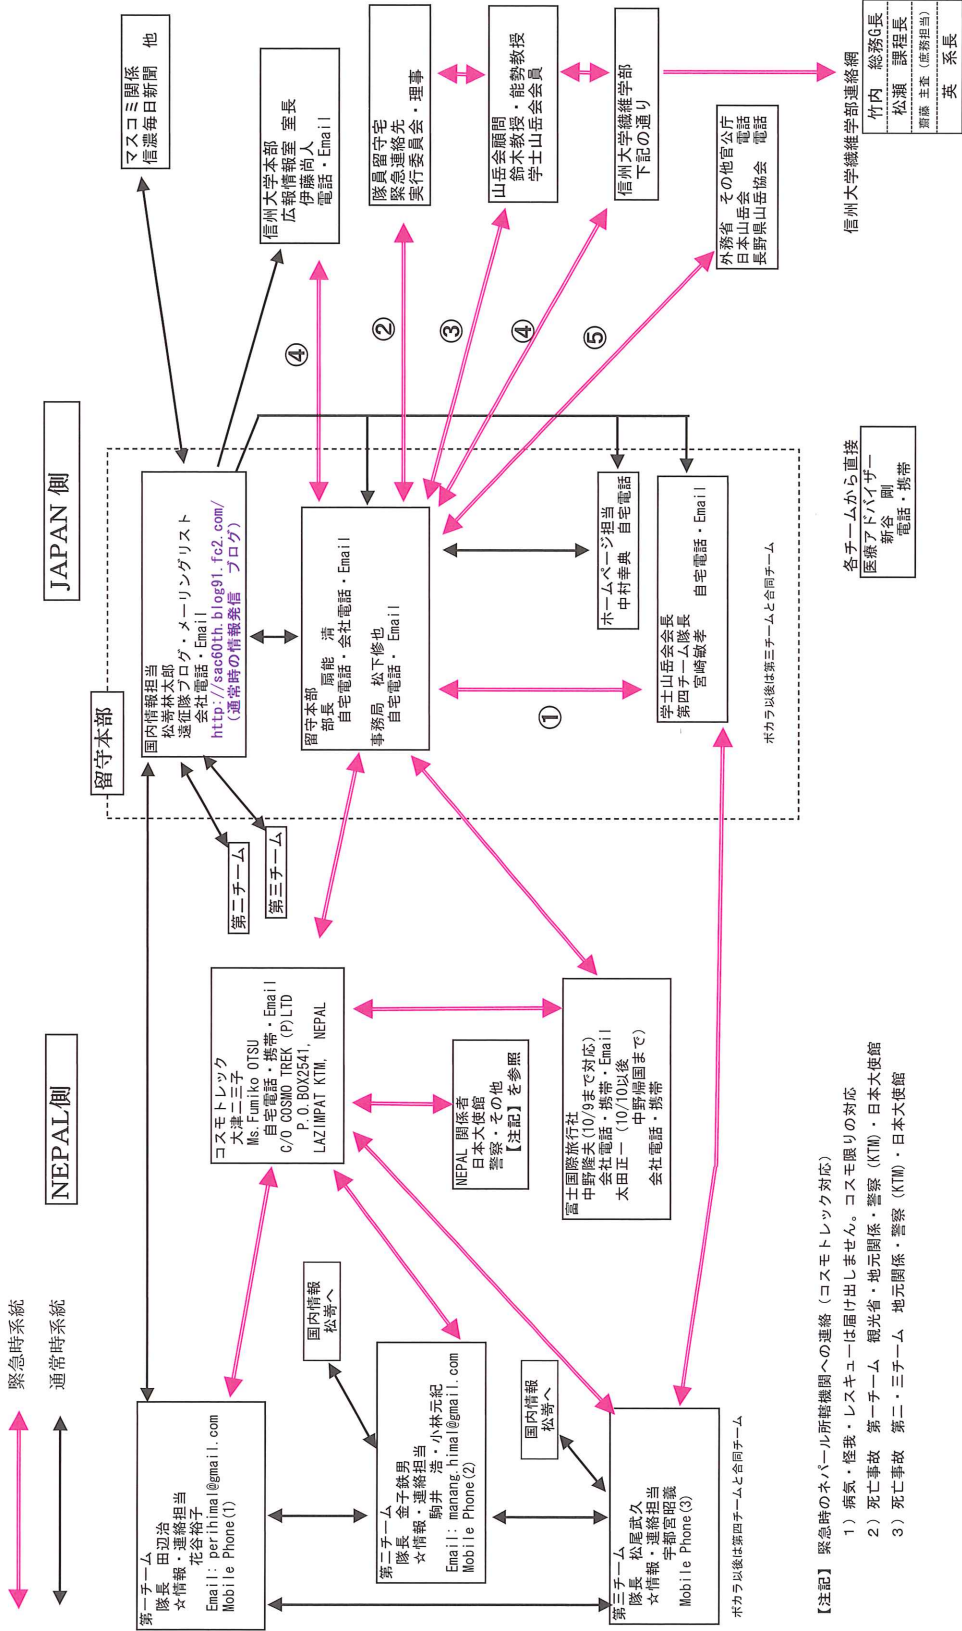 緊急時系統
通常時系統
NEPAL側
JAPAN 側
第一チーム
隊長　田辺治
☆情報・連絡担当
花谷裕子
Email: perihimal@gmail.com
Mobile Phone(1)
国内情報
松嵜へ
第二チーム
隊長　金子鉄男
☆情報・連絡担当
駒井　浩・小林元紀
Email: manang.himal@gmail.com
Mobile Phone(2)
国内情報
松嵜へ
第三チーム
隊長　松尾武久
☆情報・連絡担当
宇都宮昭義
Mobile Phone(3)
ポカラ以後は第四チームと合同チーム
コスモトレック
大津二三子
Ms.Fumiko OTSU
自宅電話・携帯・Email
C/O COSMO TREK (P)LTD
P.O.BOX2541,
LAZIMPAT KTM, NEPAL
NEPAL 関係者
日本大使館
警察・その他
【注記】を参照
富士国際旅行社
中野隆夫(10/9まで対応)
会社電話・携帯・Email
太田正一 (10/10以後
中野帰国まで)
会社電話・携帯
第二チーム
第三チーム
留守本部
国内情報担当
松嵜林太郎
遠征隊ブログ・メーリングリスト
会社電話・Email
http://sac60th.blog91.fc2.com/
(通常時の情報発信　ブログ)
留守本部
部長　扇能　清
自宅電話・会社電話・Email
事務局　松下修也
自宅電話・Email
①
ホームページ担当
中村幸典　自宅電話
学士山岳会会長
第四チーム隊長
宮崎敏孝
自宅電話・Email
ポカラ以後は第三チームと合同チーム
各チームから直接
医療アドバイザー
新谷　剛
電話・携帯
④
②
③
④
⑤
マスコミ関係
信濃毎日新聞　他
信州大学本部
広報情報室　室長
伊藤尚人
電話・Email
隊員留守宅
緊急連絡先
実行委員会・理事
山岳会顧問
鈴木教授・能勢教授
学士山岳会会員
信州大学繊維学部
下記の通り
外務省　その他官公庁
日本山岳会　電話
長野県山岳協会　電話
信州大学繊維学部連絡網
竹内　総務G長
松瀬　課程長
齋藤 主査 (庶務担当)
英　系長
【注記】緊急時のネパール所轄機関への連絡 (コスモトレック対応)
1) 病気・怪我・レスキューは届け出しません。コスモ限りの対応
2) 死亡事故　第一チーム　観光省・地元関係・警察 (KTM)・日本大使館
3) 死亡事故　第二・三チーム　地元関係・警察 (KTM)・日本大使館